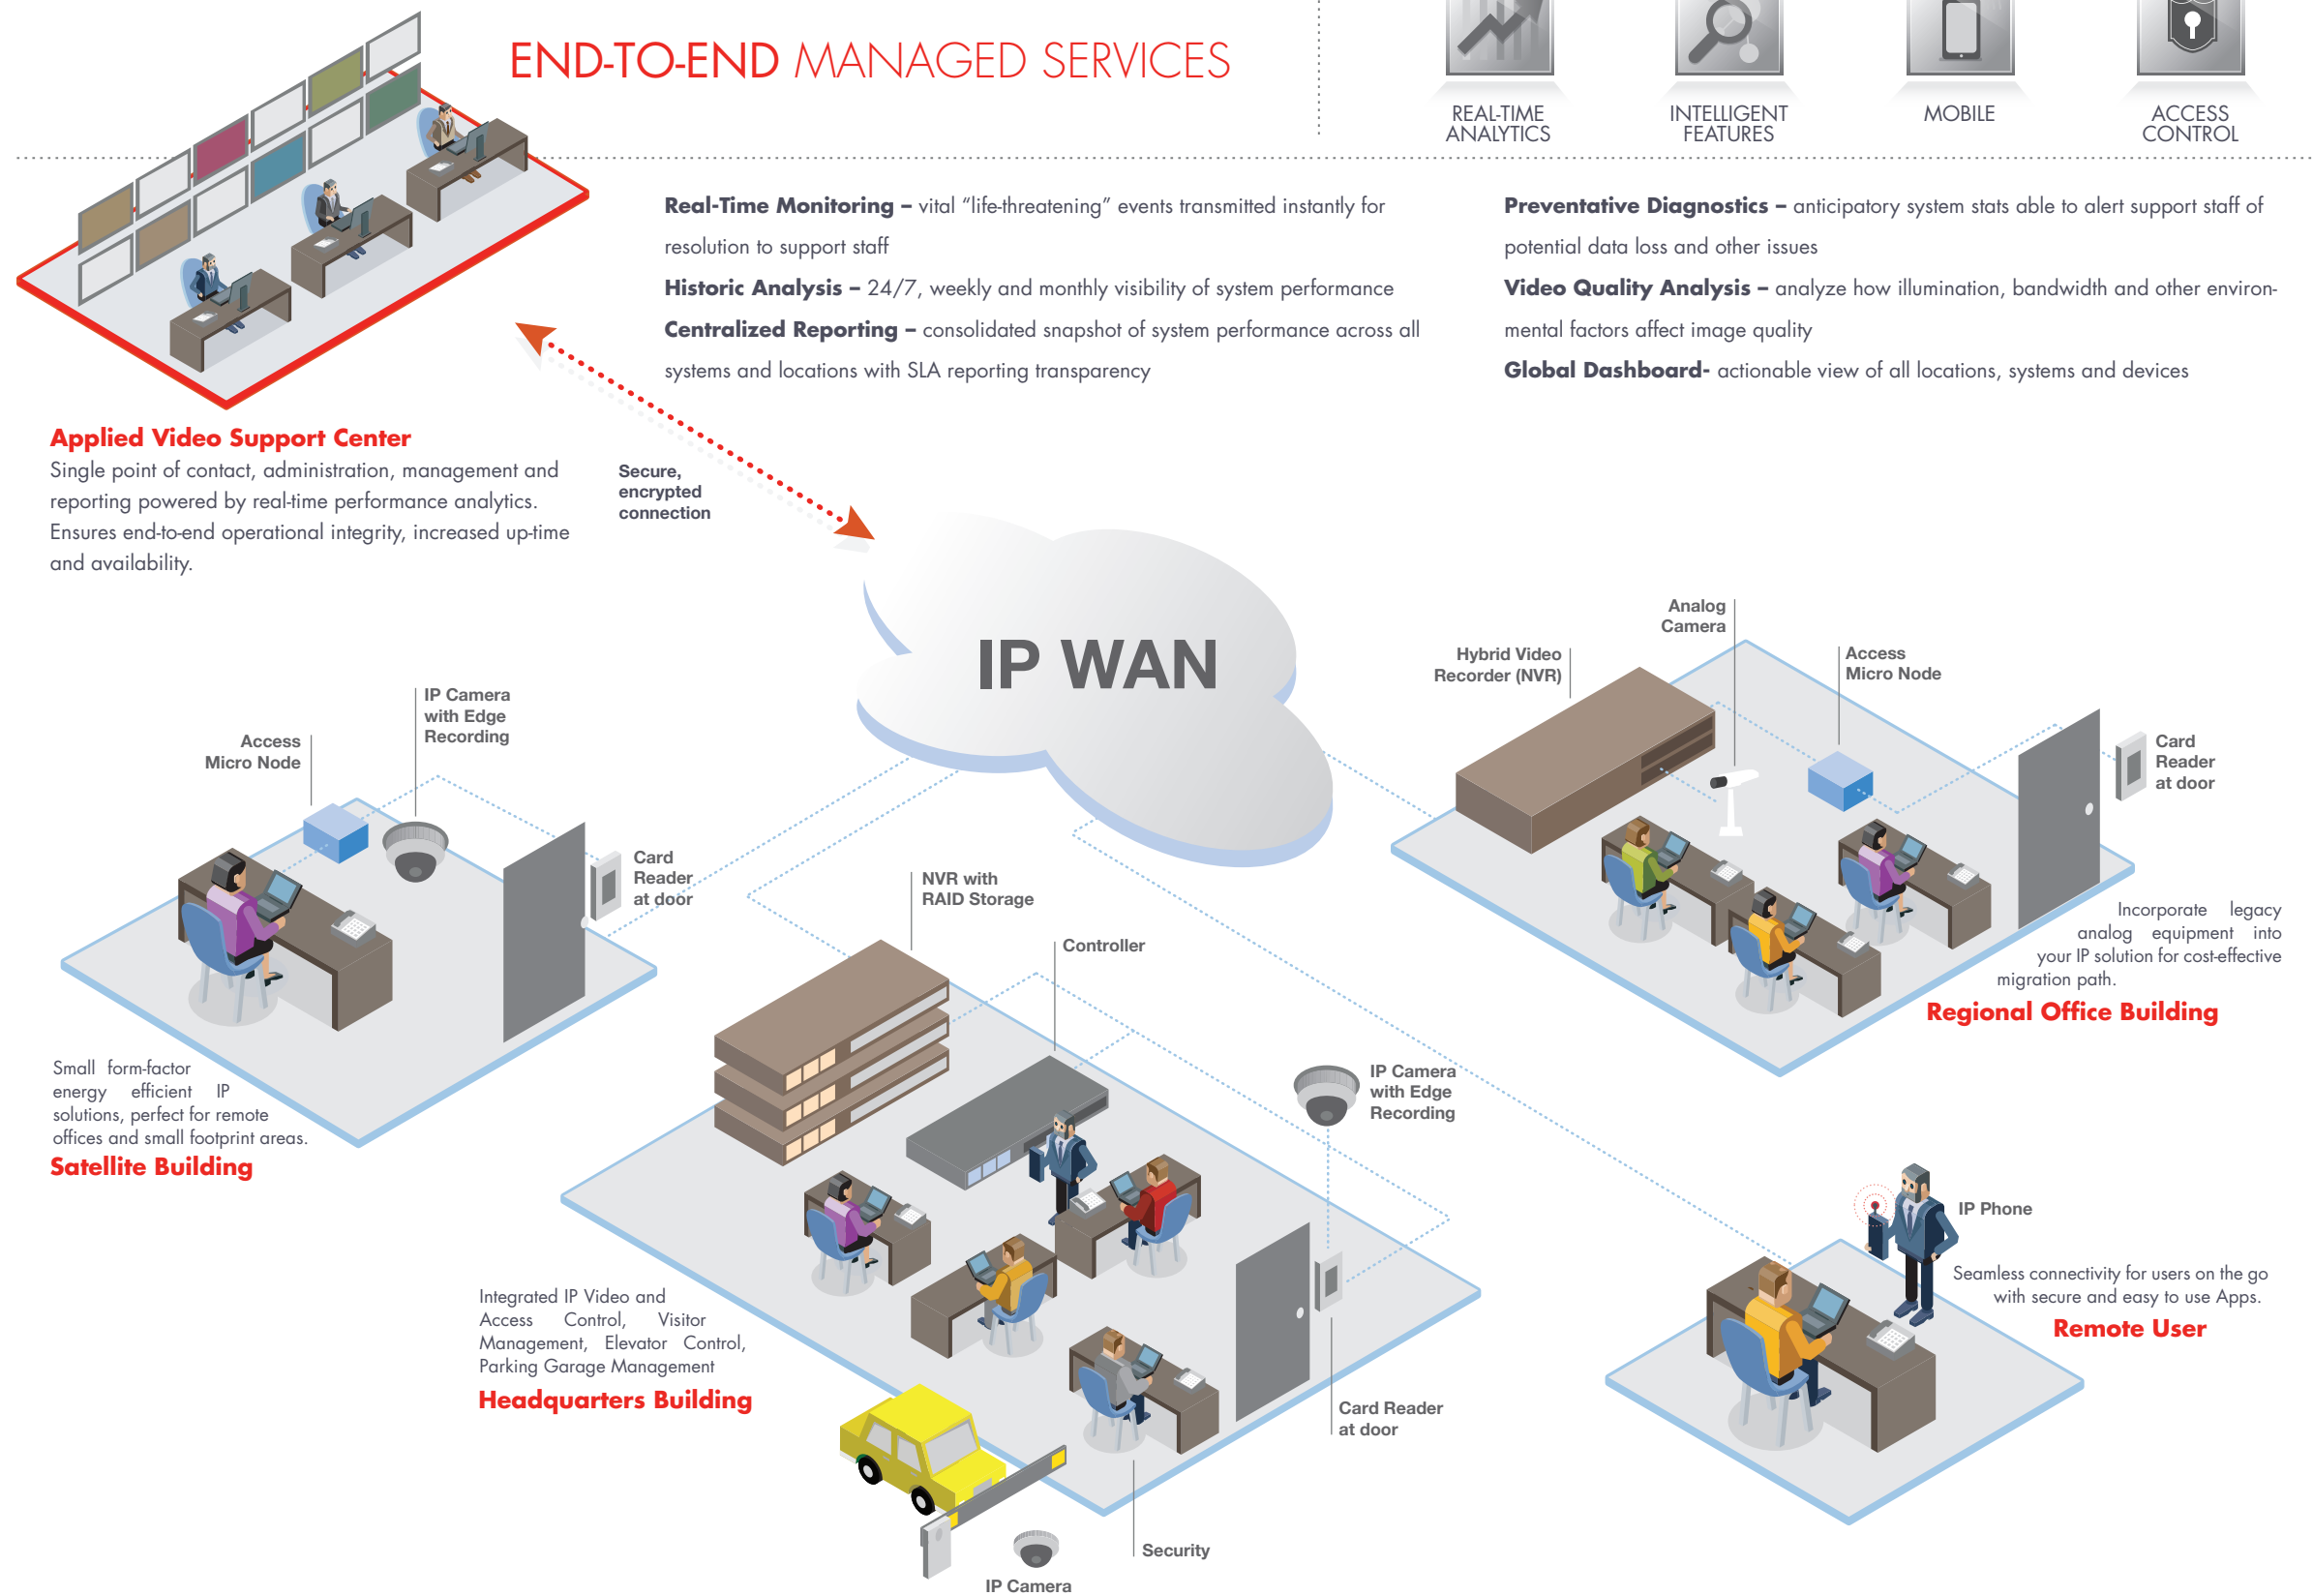 END-TO-END MANAGED SERVICES
REAL-TIME
ANALYTICS
INTELLIGENT
FEATURES
MOBILE
ACCESS
CONTROL
Real-Time Monitoring – vital “life-threatening” events transmitted instantly for
resolution to support staff
Historic Analysis – 24/7, weekly and monthly visibility of system performance
Centralized Reporting – consolidated snapshot of system performance across all
systems and locations with SLA reporting transparency
Preventative Diagnostics – anticipatory system stats able to alert support staff of
potential data loss and other issues
Video Quality Analysis – analyze how illumination, bandwidth and other environ-
mental factors affect image quality
Global Dashboard- actionable view of all locations, systems and devices
Applied Video Support Center
Single point of contact, administration, management and
reporting powered by real-time performance analytics.
Ensures end-to-end operational integrity, increased up-time
and availability.
Secure,
encrypted
connection
IP WAN
Access
Micro Node
IP Camera
with Edge
Recording
Card
Reader
at door
Small form-factor
energy efficient IP
solutions, perfect for remote
offices and small footprint areas.
Satellite Building
Hybrid Video
Recorder (NVR)
Analog
Camera
Access
Micro Node
Card
Reader
at door
Incorporate legacy
analog equipment into
your IP solution for cost-effective
migration path.
Regional Office Building
NVR with
RAID Storage
Controller
IP Camera
with Edge
Recording
Integrated IP Video and
Access Control, Visitor
Management, Elevator Control,
Parking Garage Management
Headquarters Building
Card Reader
at door
Security
IP Camera
IP Phone
Seamless connectivity for users on the go
with secure and easy to use Apps.
Remote User